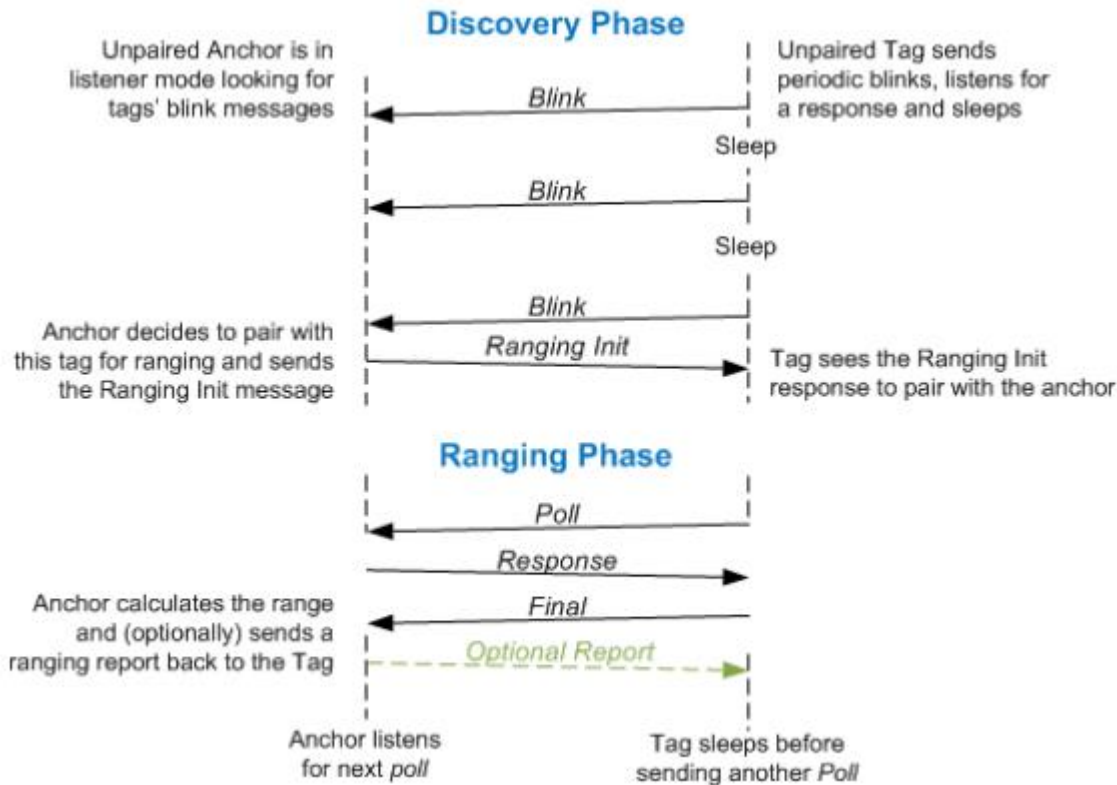 Discovery Phase
Unpaired Anchor is in
listener mode looking for
tags' blink messages
Unpaired Tag sends
periodic blinks, listens for
a response and sleeps
Blink
Sleep
Blink
Sleep
Blink
Anchor decides to pair with
this tag for ranging and sends
the Ranging Init message
Ranging Init
Tag sees the Ranging Init
response to pair with the anchor
Ranging Phase
Poll
Response
Final
Anchor calculates the range
and (optionally) sends a
ranging report back to the Tag
Optional Report
Anchor listens
for next poll
Tag sleeps before
sending another Poll